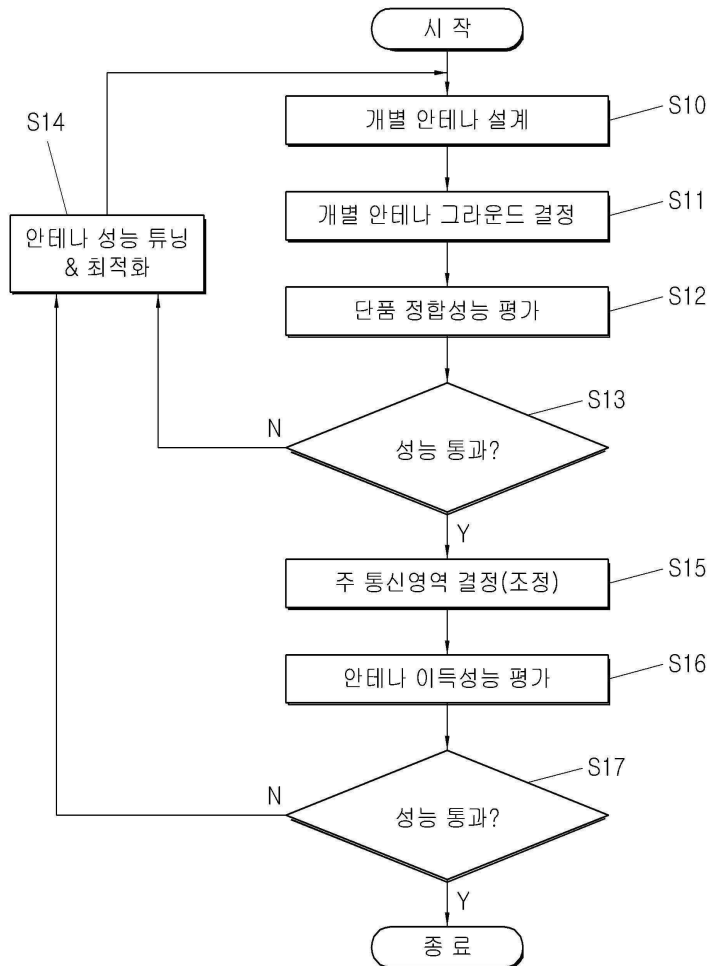 시 작
개별 안테나 설계
S10
S14
개별 안테나 그라운드 결정
S11
안테나 성능 튜닝
& 최적화
단품 정합성능 평가
S12
S13
N
성능 통과?
Y
주 통신영역 결정(조정)
S15
안테나 이득성능 평가
S16
S17
N
성능 통과?
Y
종 료